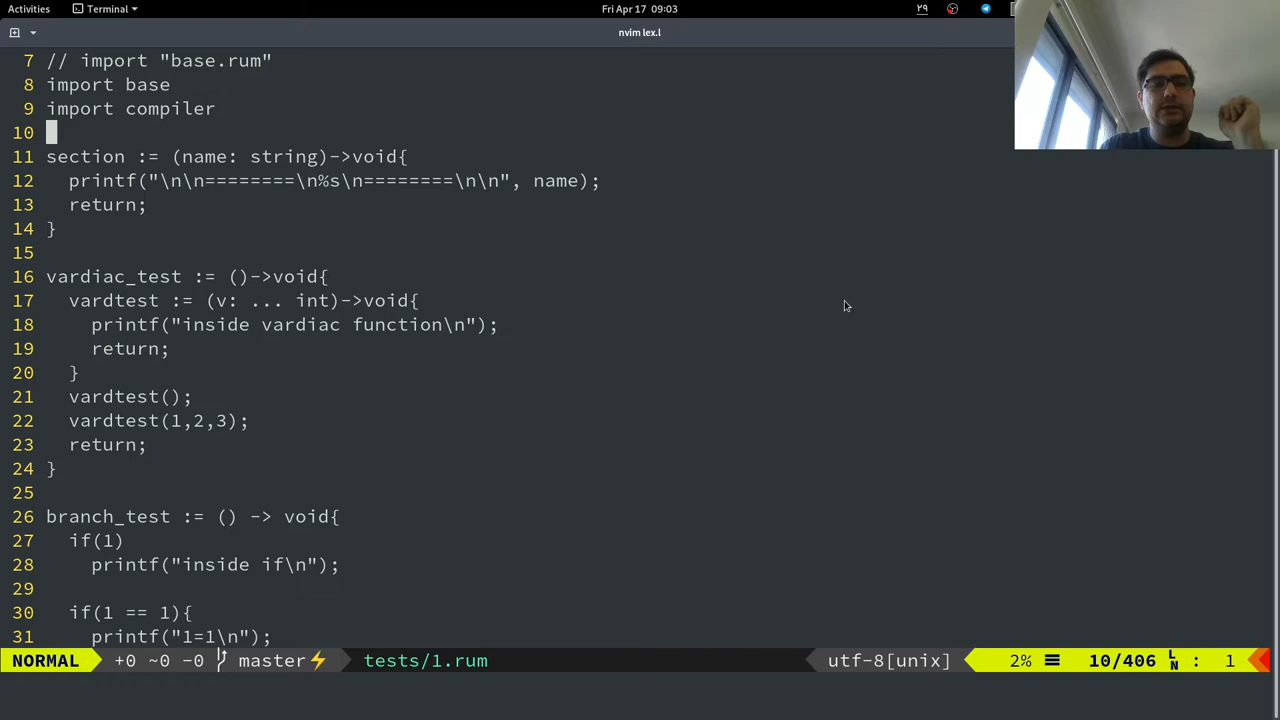 Activities Terminal Fri Apr 17 09:03 ٢٩
nvim lex.l
7 // import "base.rum"
8 import base
9 import compiler
10
11 section := (name: string)->void{
12 printf("\n\n========\n%s\n========\n\n", name);
13 return;
14 }
15
16 vardiac_test := ()->void{
17 vardtest := (v: ... int)->void{
18 printf("inside vardiac function\n");
19 return;
20 }
21 vardtest();
22 vardtest(1,2,3);
23 return;
24 }
25
26 branch_test := () -> void{
27 if(1)
28 printf("inside if\n");
29
30 if(1 == 1){
31 printf("1=1\n");
NORMAL +0 ~0 -0 master⚡ tests/1.rum utf-8[unix] 2% ☰ 10/406 LN : 1